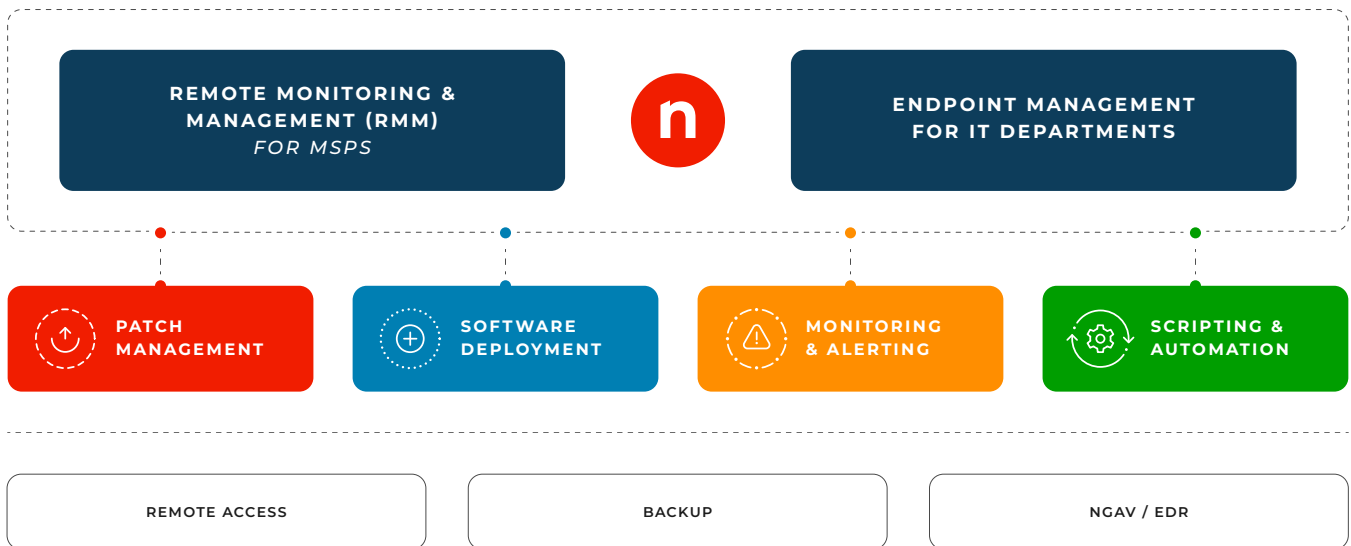 REMOTE MONITORING &
MANAGEMENT (RMM)
FOR MSPS
n
ENDPOINT MANAGEMENT
FOR IT DEPARTMENTS
PATCH
MANAGEMENT
SOFTWARE
DEPLOYMENT
MONITORING
& ALERTING
SCRIPTING &
AUTOMATION
REMOTE ACCESS
BACKUP
NGAV / EDR